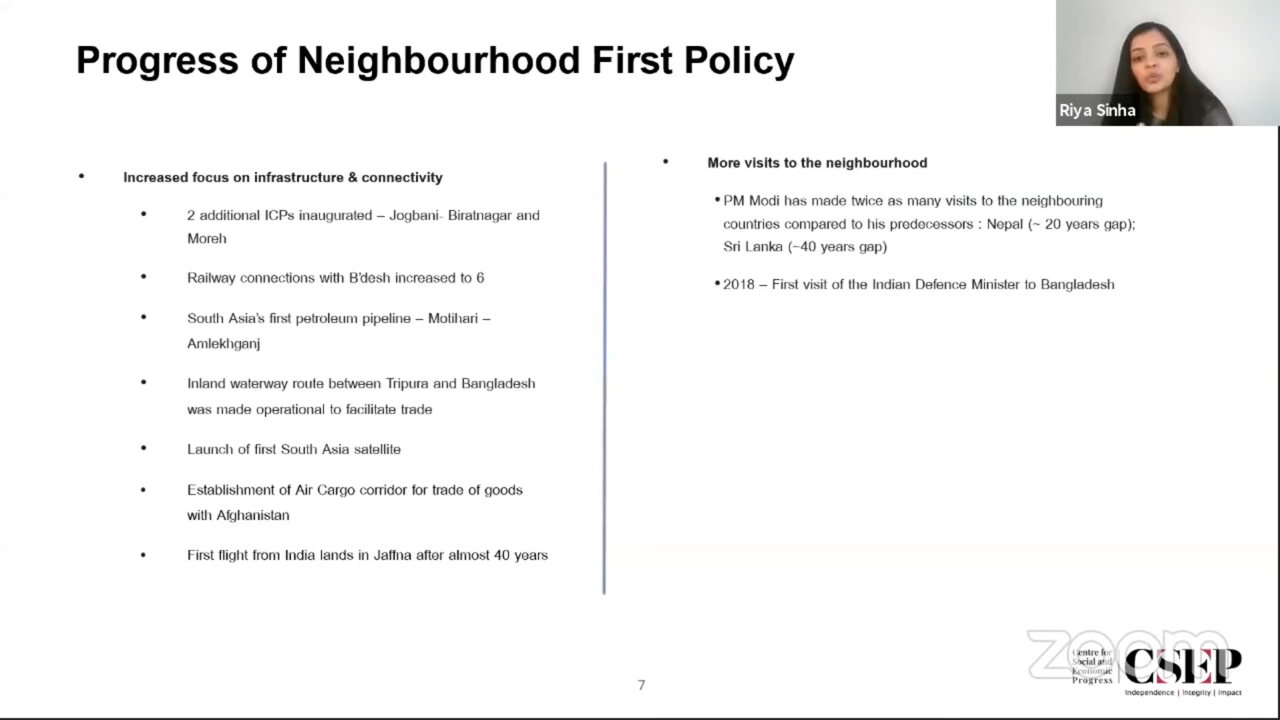 Progress of Neighbourhood First Policy
Riya Sinha
• Increased focus on infrastructure & connectivity
• 2 additional ICPs inaugurated – Jogbani- Biratnagar and
Moreh
• Railway connections with B'desh increased to 6
• South Asia's first petroleum pipeline – Motihari –
Amlekhganj
• Inland waterway route between Tripura and Bangladesh
was made operational to facilitate trade
• Launch of first South Asia satellite
• Establishment of Air Cargo corridor for trade of goods
with Afghanistan
• First flight from India lands in Jaffna after almost 40 years
• More visits to the neighbourhood
• PM Modi has made twice as many visits to the neighbouring
countries compared to his predecessors : Nepal (~ 20 years gap);
Sri Lanka (~40 years gap)
• 2018 – First visit of the Indian Defence Minister to Bangladesh
zoom
Centre for
Social and
Economic
Progress
CSEP
Independence | Integrity | Impact
7